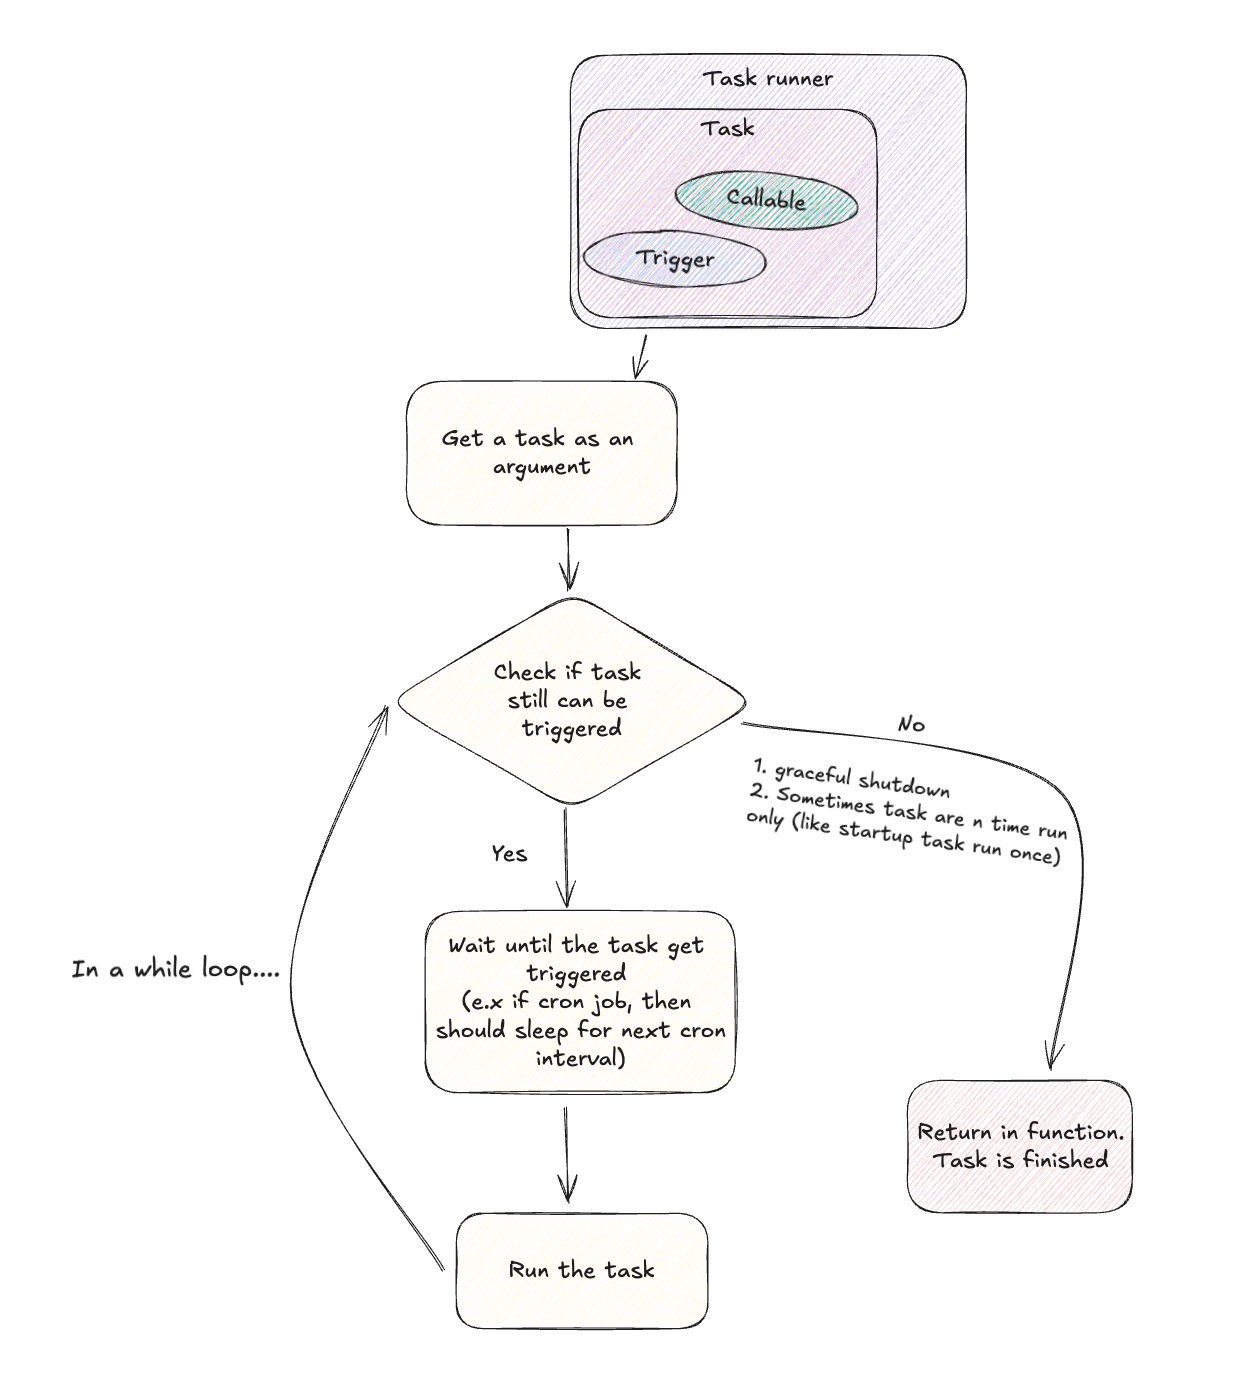 Task runner
Task
Callable
Trigger
Get a task as an
argument
Check if task
still can be
triggered
No
1. graceful shutdown
2. Sometimes task are n time run
only (like startup task run once)
Yes
Wait until the task get
triggered
(e.x if cron job, then
should sleep for next cron
interval)
In a while loop....
Return in function.
Task is finished
Run the task